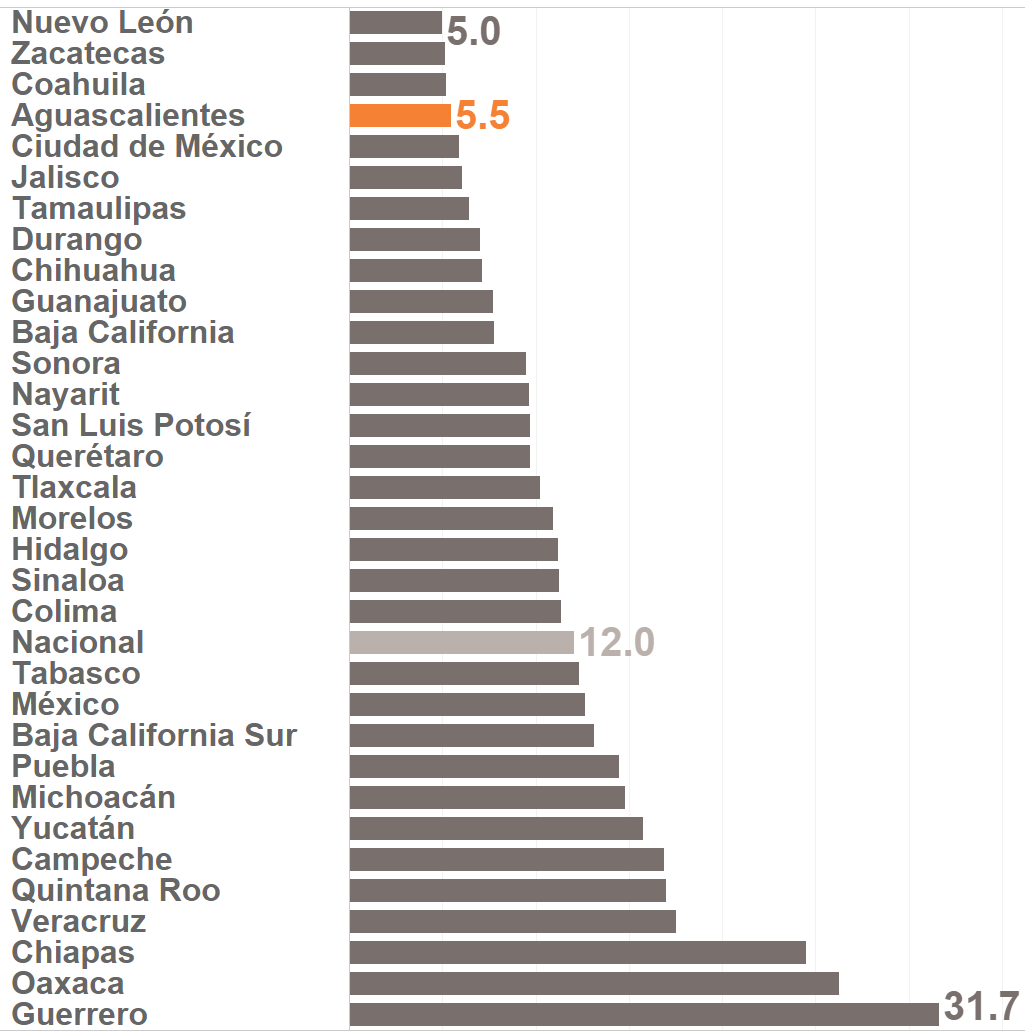 Nuevo León 5.0
Zacatecas
Coahuila
Aguascalientes 5.5
Ciudad de México
Jalisco
Tamaulipas
Durango
Chihuahua
Guanajuato
Baja California
Sonora
Nayarit
San Luis Potosí
Querétaro
Tlaxcala
Morelos
Hidalgo
Sinaloa
Colima
Nacional 12.0
Tabasco
México
Baja California Sur
Puebla
Michoacán
Yucatán
Campeche
Quintana Roo
Veracruz
Chiapas
Oaxaca
Guerrero 31.7